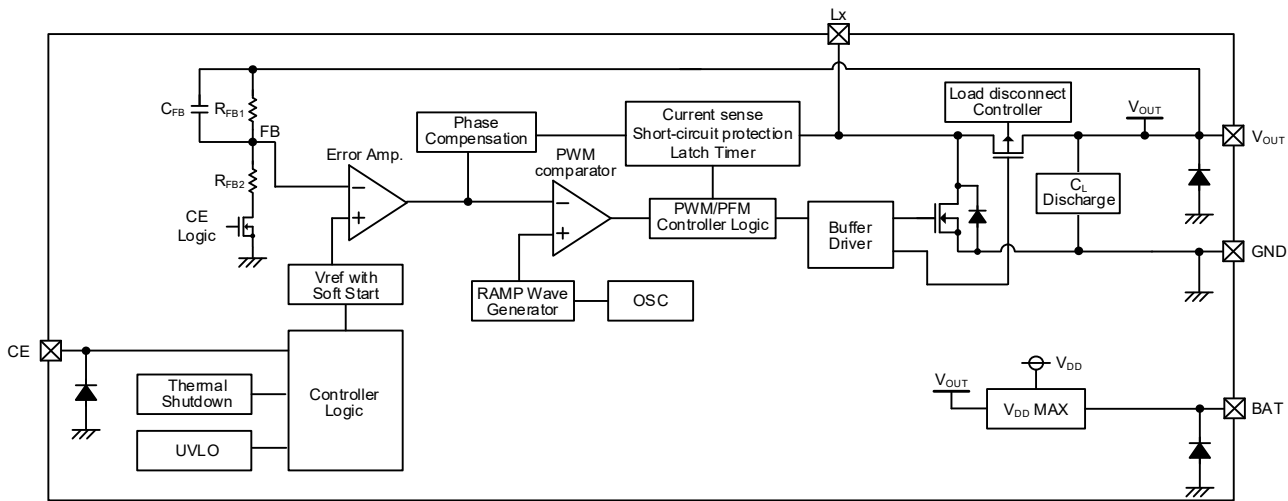 Lx
CFB
RFB1
FB
RFB2
CE
Logic
Error Amp.
Phase
Compensation
PWM
comparator
Current sense
Short-circuit protection
Latch Timer
Load disconnect
Controller
VOUT
VOUT
CL
Discharge
PWM/PFM
Controller Logic
Buffer
Driver
GND
Vref with
Soft Start
RAMP Wave
Generator
OSC
CE
Thermal
Shutdown
UVLO
Controller
Logic
VOUT
VDD
VDD MAX
BAT